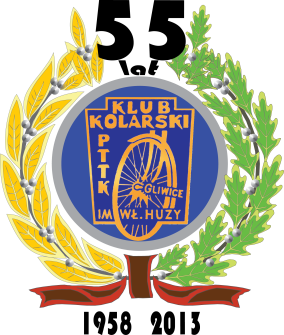 55
lat
KLUB
KOLARSKI
PTTK
GLIWICE
IM WŁ. HUZY
1958 2013